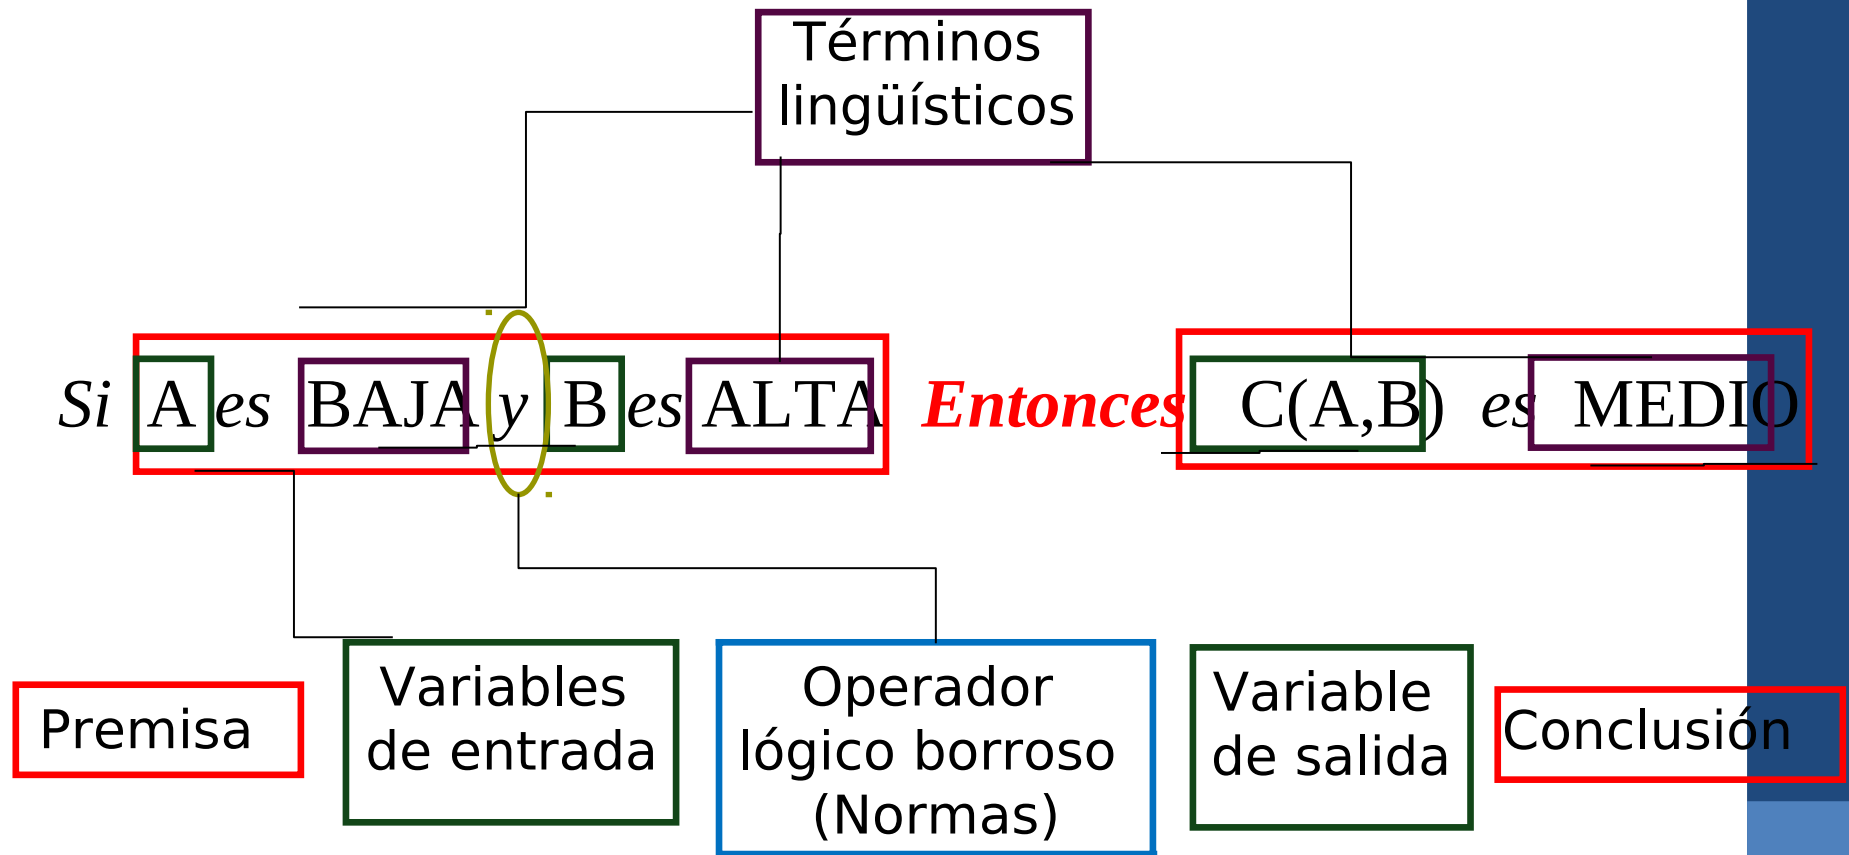 Términos
lingüísticos
Si A es BAJA y B es ALTA Entonces C(A,B) es MEDIO
Premisa
Variables
de entrada
Operador
lógico borroso
(Normas)
Variable
de salida
Conclusión